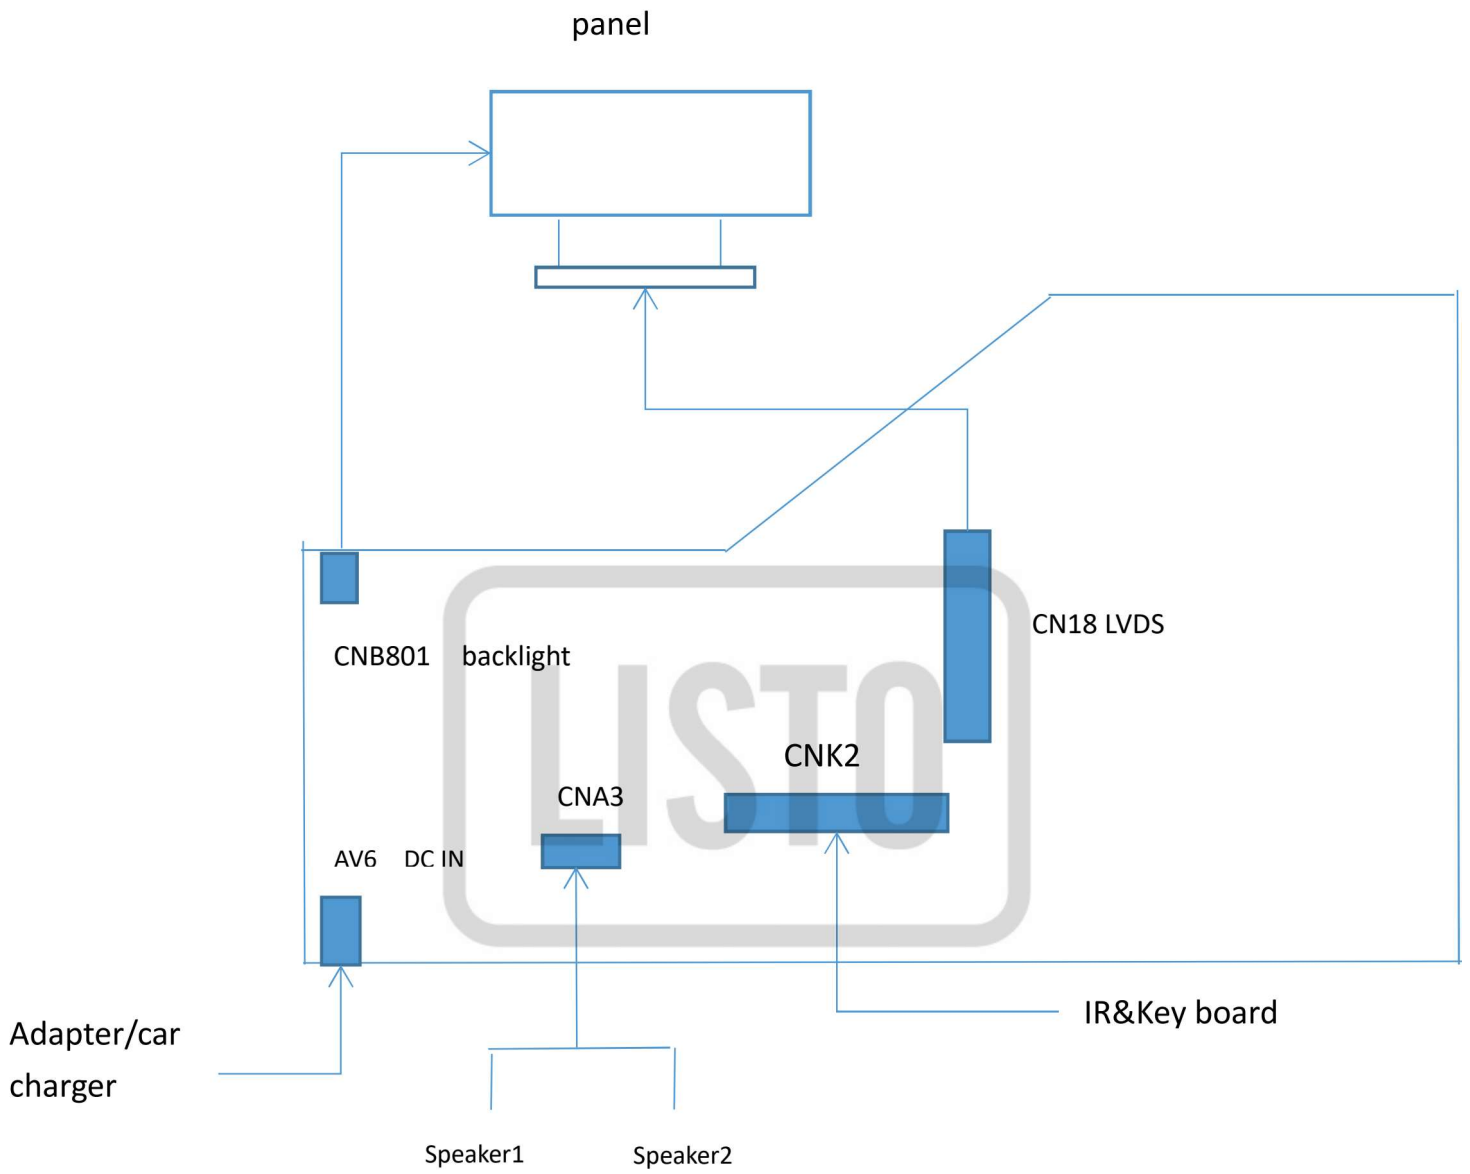 panel
CN18 LVDS
CNB801 backlight
LISTO
CNK2
CNA3
AV6 DC IN
IR&Key board
Adapter/car
charger
Speaker1
Speaker2